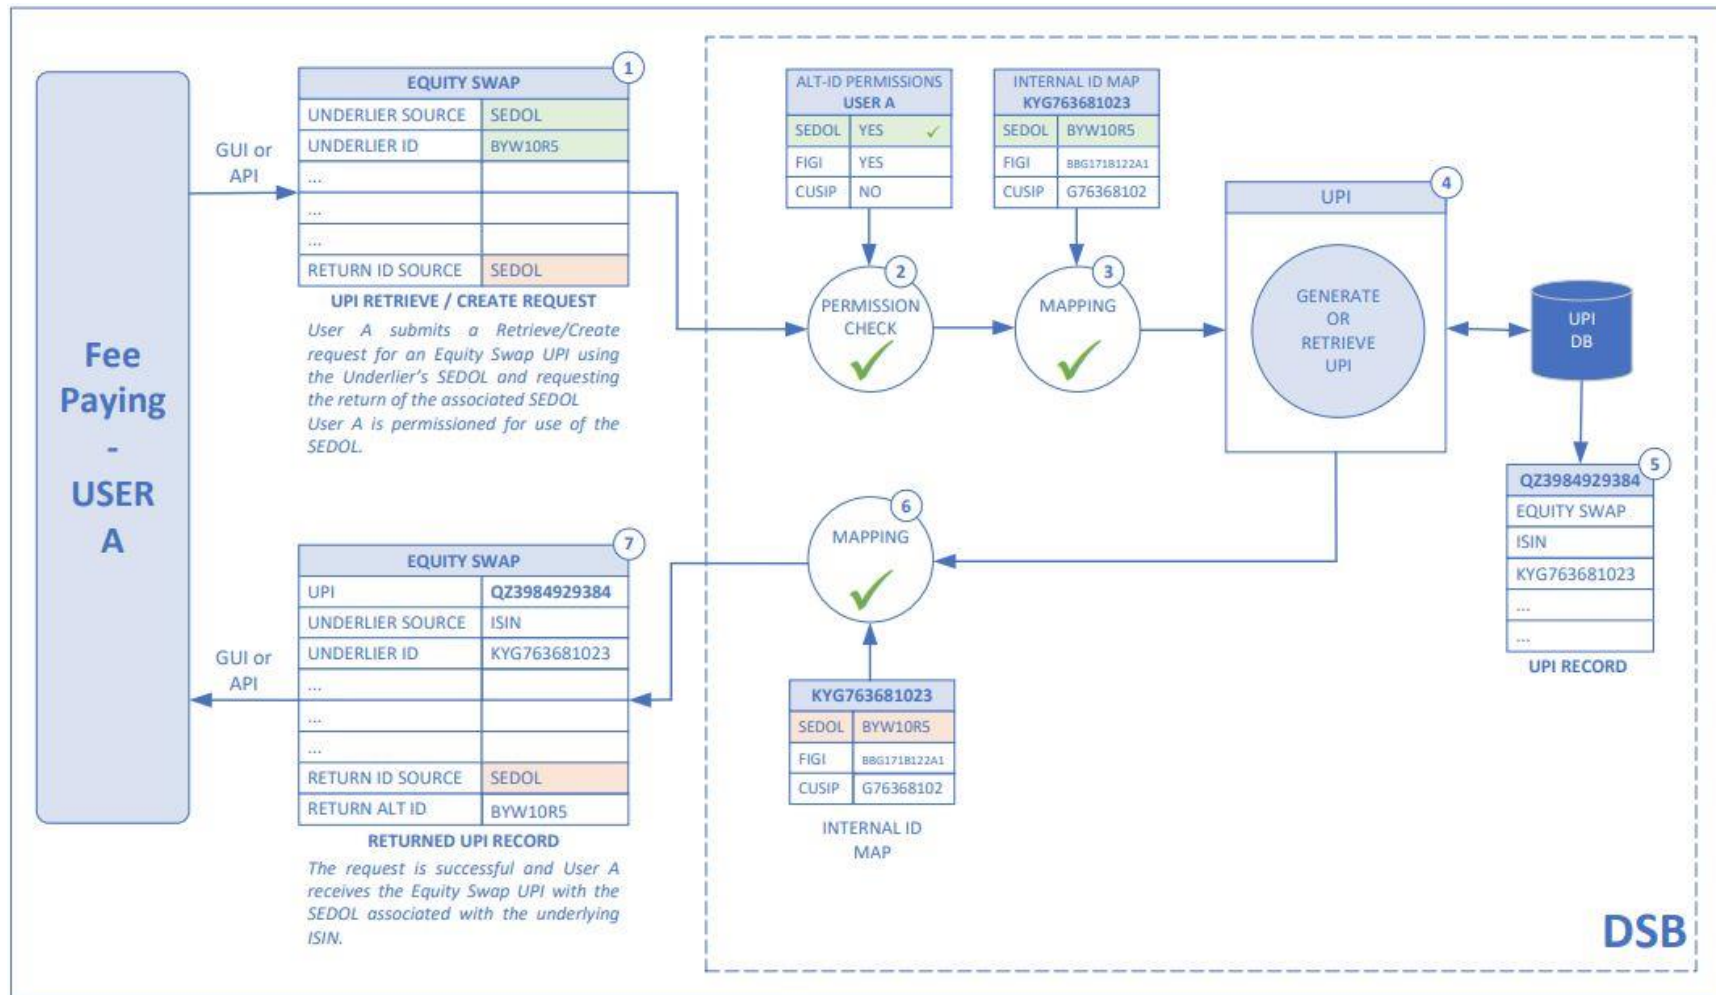 Fee
Paying
-
USER
A
GUI or
API
1
EQUITY SWAP
UNDERLIER SOURCE SEDOL
UNDERLIER ID BYW10R5
...
...
...
RETURN ID SOURCE SEDOL
UPI RETRIEVE / CREATE REQUEST
User A submits a Retrieve/Create
request for an Equity Swap UPI using
the Underlier's SEDOL and requesting
the return of the associated SEDOL
User A is permissioned for use of the
SEDOL.
ALT-ID PERMISSIONS
USER A
SEDOL YES ✓
FIGI YES
CUSIP NO
INTERNAL ID MAP
KYG763681023
SEDOL BYW10R5
FIGI BBG171B122A1
CUSIP G76368102
2
PERMISSION
CHECK
3
MAPPING
4
UPI
GENERATE
OR
RETRIEVE
UPI
UPI
DB
5
QZ3984929384
EQUITY SWAP
ISIN
KYG763681023
...
...
UPI RECORD
6
MAPPING
KYG763681023
SEDOL BYW10R5
FIGI BBG171B122A1
CUSIP G76368102
INTERNAL ID
MAP
7
EQUITY SWAP
UPI QZ3984929384
UNDERLIER SOURCE ISIN
UNDERLIER ID KYG763681023
...
...
...
RETURN ID SOURCE SEDOL
RETURN ALT ID BYW10R5
RETURNED UPI RECORD
The request is successful and User A
receives the Equity Swap UPI with the
SEDOL associated with the underlying
ISIN.
GUI or
API
DSB